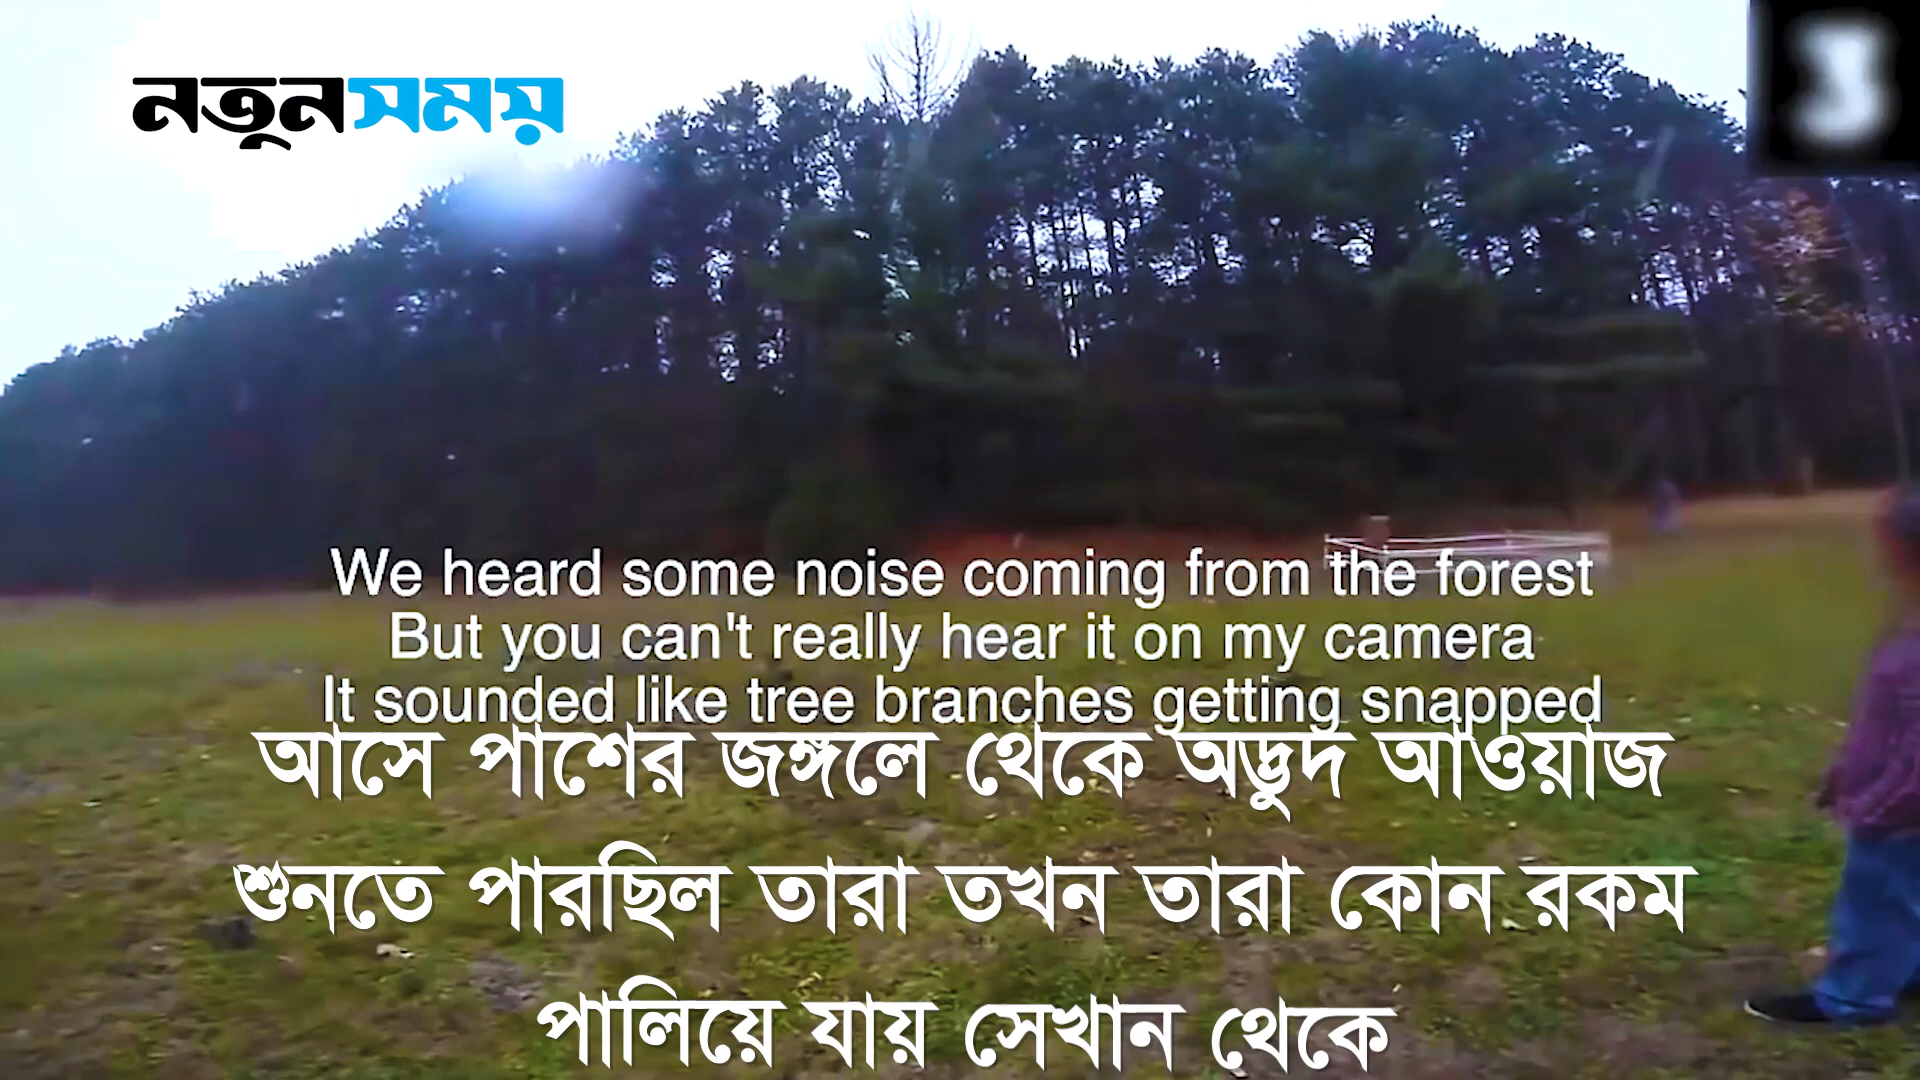 নতুনসময়
3
We heard some noise coming from the forest
But you can't really hear it on my camera
It sounded like tree branches getting snapped
আসে পাশের জঙ্গলে থেকে অদ্ভুদ আওয়াজ
শুনতে পারছিল তারা তখন তারা কোন রকম
পালিয়ে যায় সেখান থেকে